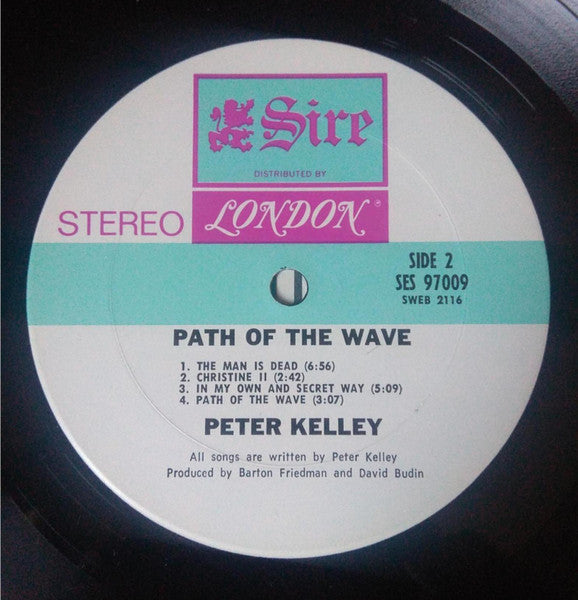 Sire
DISTRIBUTED BY
LONDON®
STEREO
SIDE 2
SES 97009
SWEB 2116
PATH OF THE WAVE
1. THE MAN IS DEAD (6:56)
2. CHRISTINE II (2:42)
3. IN MY OWN AND SECRET WAY (5:09)
4. PATH OF THE WAVE (3:07)
PETER KELLEY
All songs are written by Peter Kelley
Produced by Barton Friedman and David Budin